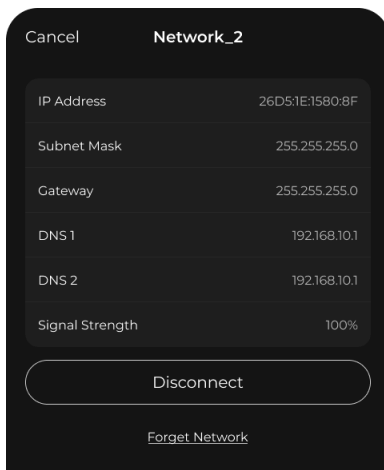 Cancel Network_2
IP Address 26D5:1E:1580:8F
Subnet Mask 255.255.255.0
Gateway 255.255.255.0
DNS 1 192.168.10.1
DNS 2 192.168.10.1
Signal Strength 100%
Disconnect
Forget Network